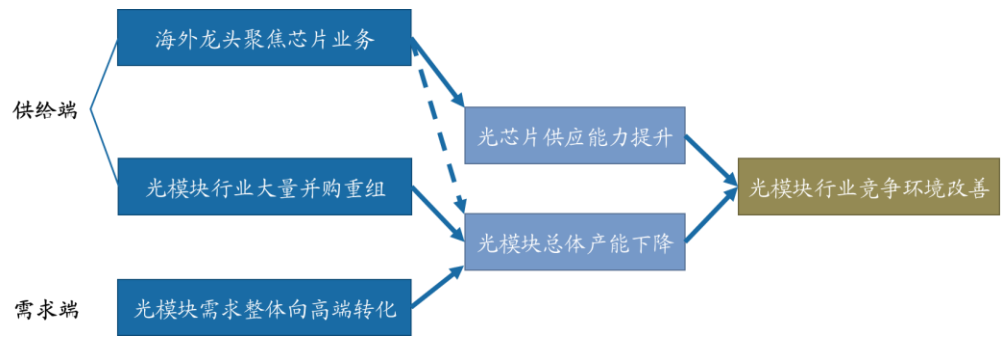 海外龙头聚焦芯片业务
供给端
光芯片供应能力提升
光模块行业大量并购重组
光模块行业竞争环境改善
光模块总体产能下降
需求端
光模块需求整体向高端转化